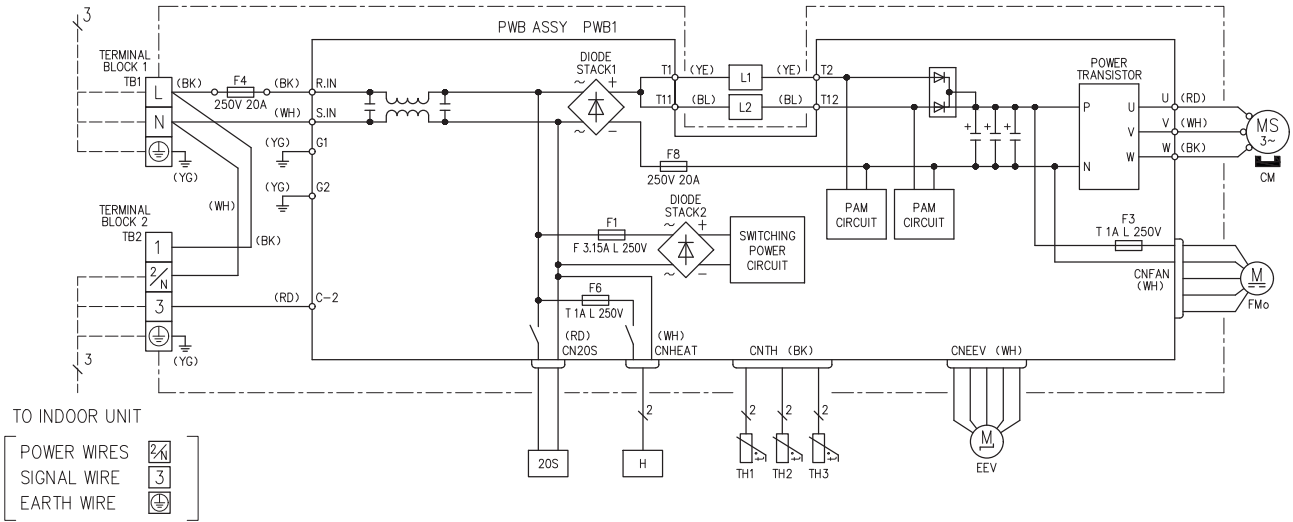 3
PWB ASSY PWB1
TERMINAL
BLOCK 1
TB1
L
N
(BK)
F4
250V 20A
(BK)
R.IN
(WH)
S.IN
(YG)
G1
(YG)
(YG)
G2
DIODE
STACK1
~
+
~
−
T1
(YE)
L1
(YE)
T2
T11
(BL)
L2
(BL)
T12
F8
250V 20A
+
+
+
POWER
TRANSISTOR
P
N
U
V
W
U
(RD)
V
(WH)
W
(BK)
MS
3~
CM
PAM
CIRCUIT
PAM
CIRCUIT
TERMINAL
BLOCK 2
TB2
1
2/N
3
(WH)
(BK)
(RD)
C-2
(YG)
3
F1
F 3.15A L 250V
DIODE
STACK2
~
+
~
−
SWITCHING
POWER
CIRCUIT
F6
T 1A L 250V
F3
T 1A L 250V
CNFAN
(WH)
M
FMo
(RD)
CN20S
(WH)
CNHEAT
CNTH (BK)
CNEEV (WH)
20S
2
H
2
2
2
t
t
t
TH1
TH2
TH3
M
EEV
TO INDOOR UNIT
POWER WIRES 2/N
SIGNAL WIRE 3
EARTH WIRE